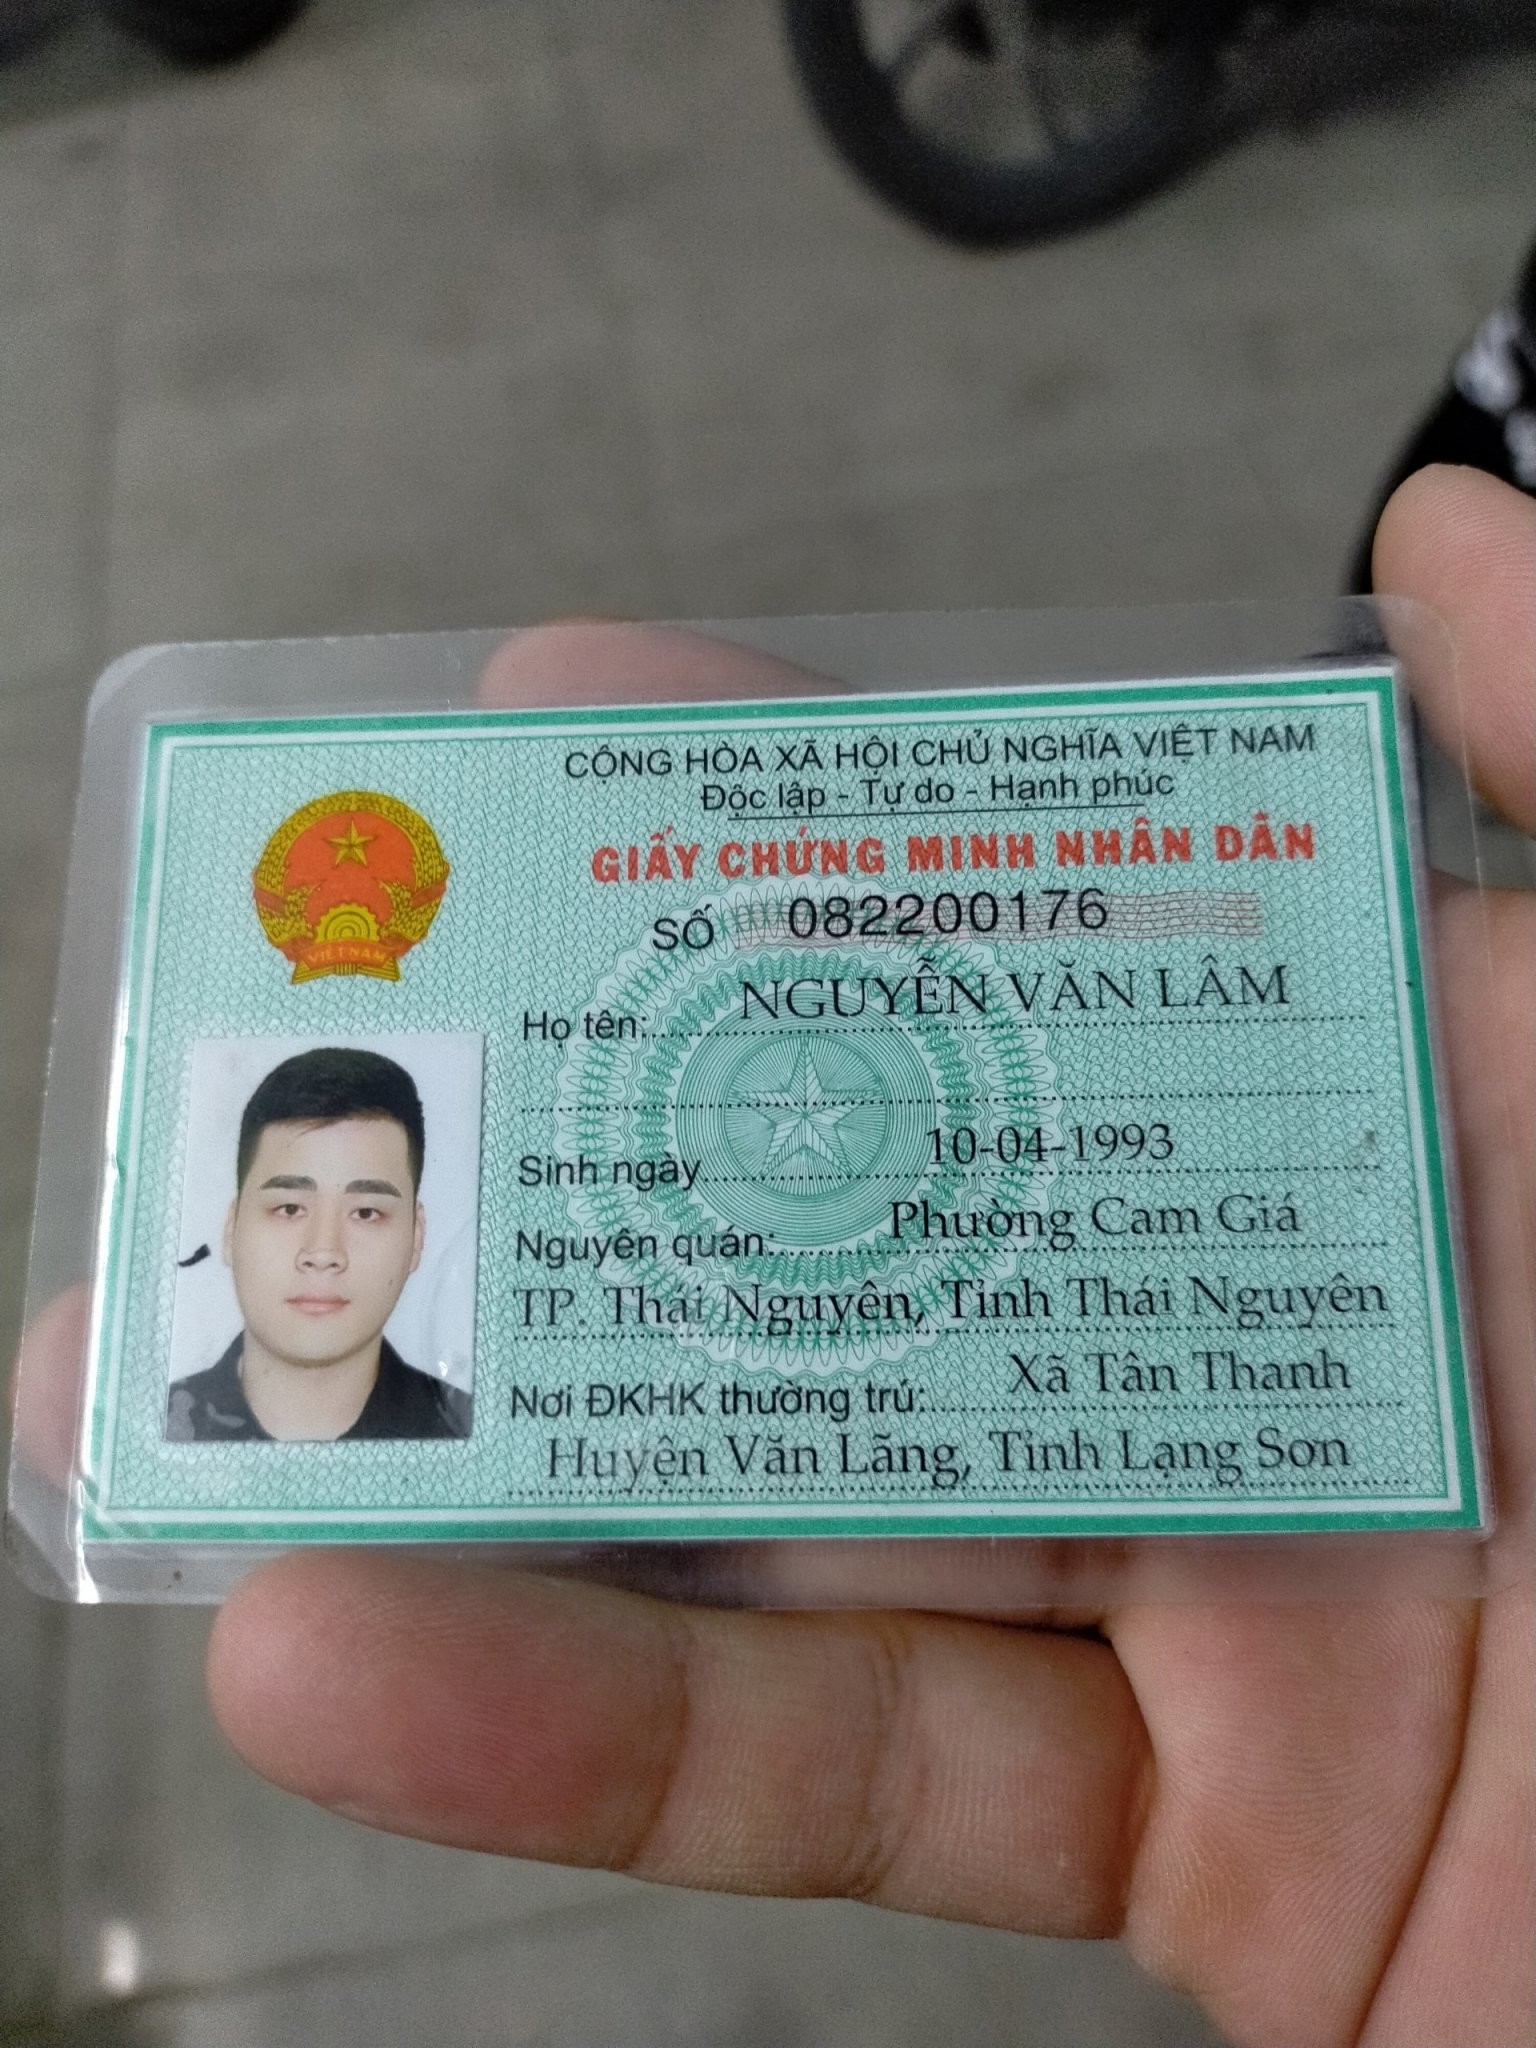 CỘNG HÒA XÃ HỘI CHỦ NGHĨA VIỆT NAM
Độc lập - Tự do - Hạnh phúc
GIẤY CHỨNG MINH NHÂN DÂN
SỐ 082200176
Họ tên: NGUYỄN VĂN LÂM
Sinh ngày 10-04-1993
Nguyên quán: Phường Cam Giá
TP. Thái Nguyên, Tỉnh Thái Nguyên
Nơi ĐKHK thường trú: Xã Tân Thanh
Huyện Văn Lãng, Tỉnh Lạng Sơn
VIỆT NAM